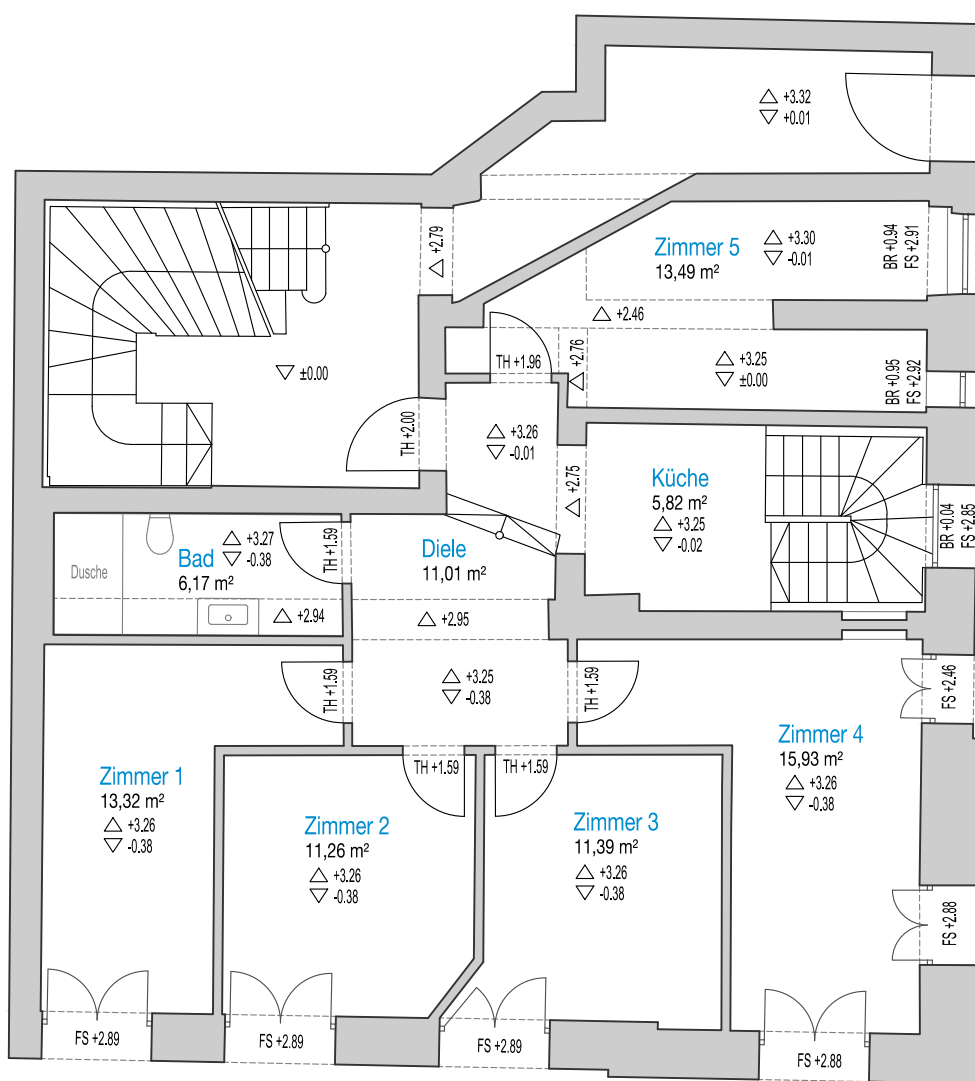 +3.32
+0.01
+2.79
Zimmer 5
13,49 m²
+3.30
-0.01
BR +0.94
FS +2.91
+2.46
+2.76
TH +1.96
+3.25
±0.00
BR +0.95
FS +2.92
±0.00
TH +2.00
+3.26
-0.01
+2.75
Küche
5,82 m²
+3.25
-0.02
BR +0.04
FS +2.85
Dusche
Bad
6,17 m²
+3.27
-0.38
TH +1.59
+2.94
Diele
11,01 m²
+2.95
+3.25
-0.38
TH +1.59
TH +1.59
FS +2.46
Zimmer 1
13,32 m²
+3.26
-0.38
TH +1.59
TH +1.59
Zimmer 2
11,26 m²
+3.26
-0.38
Zimmer 3
11,39 m²
+3.26
-0.38
Zimmer 4
15,93 m²
+3.26
-0.38
FS +2.88
FS +2.89
FS +2.89
FS +2.89
FS +2.88